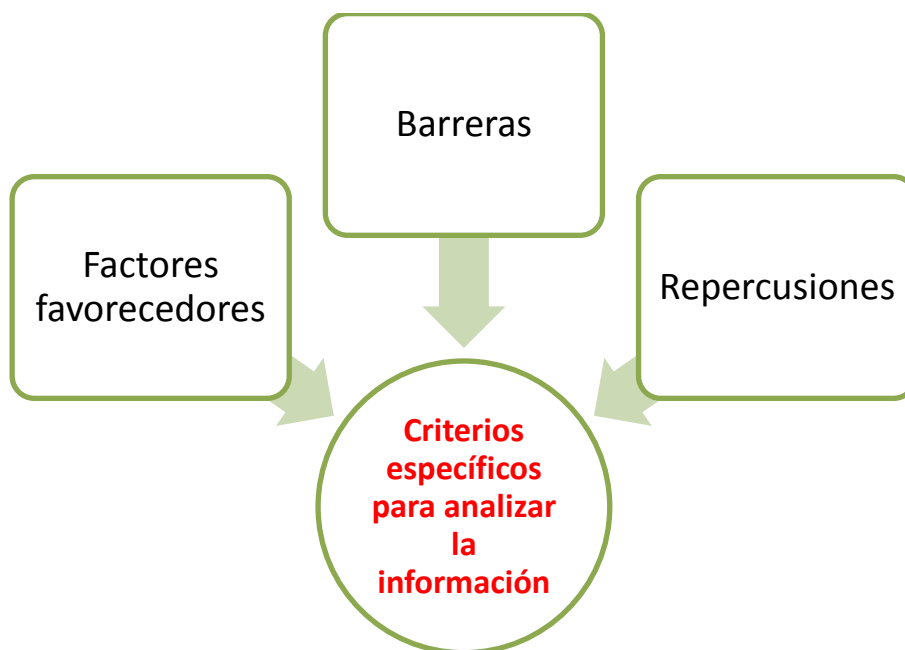 Barreras
Factores
favorecedores
Repercusiones
Criterios
específicos
para analizar
la
información